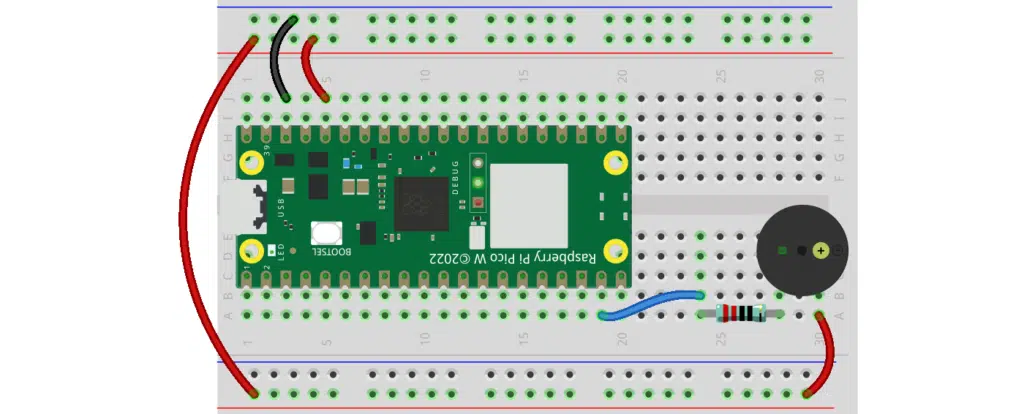 1 5 10 15 20 25 30
J J
I I
H H
G G
F F
39
DEBUG
USB
BOOTSEL
LED
Raspberry Pi Pico W ©2022
1 2
+
E
D
C
B B
A A
1 5 10 15 20 25 30